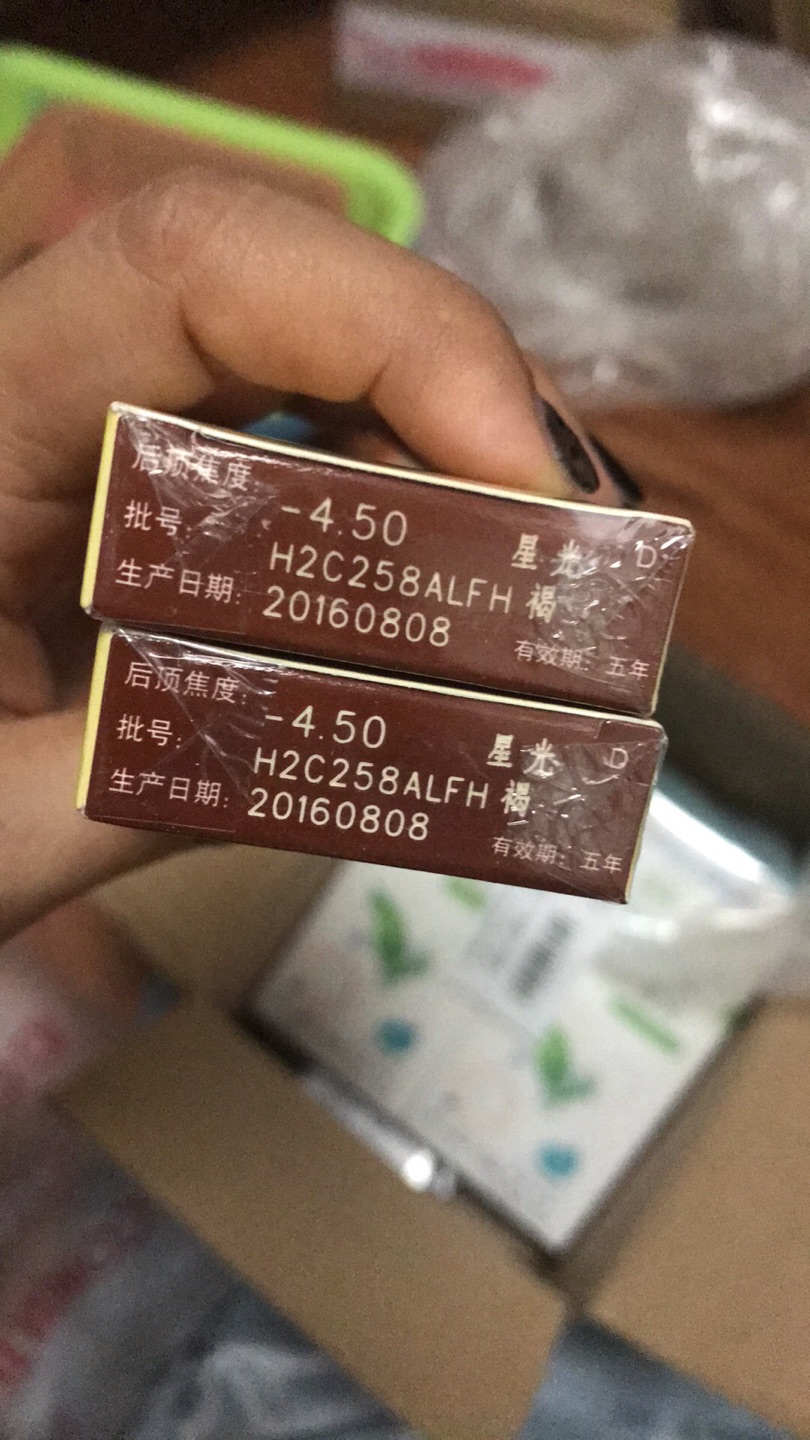 后顶焦度:
-4.50
星光 D
批号:
H2C258ALFH 褐
生产日期:
20160808
有效期: 五年
后顶焦度:
-4.50
星光 D
批号:
H2C258ALFH 褐
生产日期:
20160808
有效期: 五年